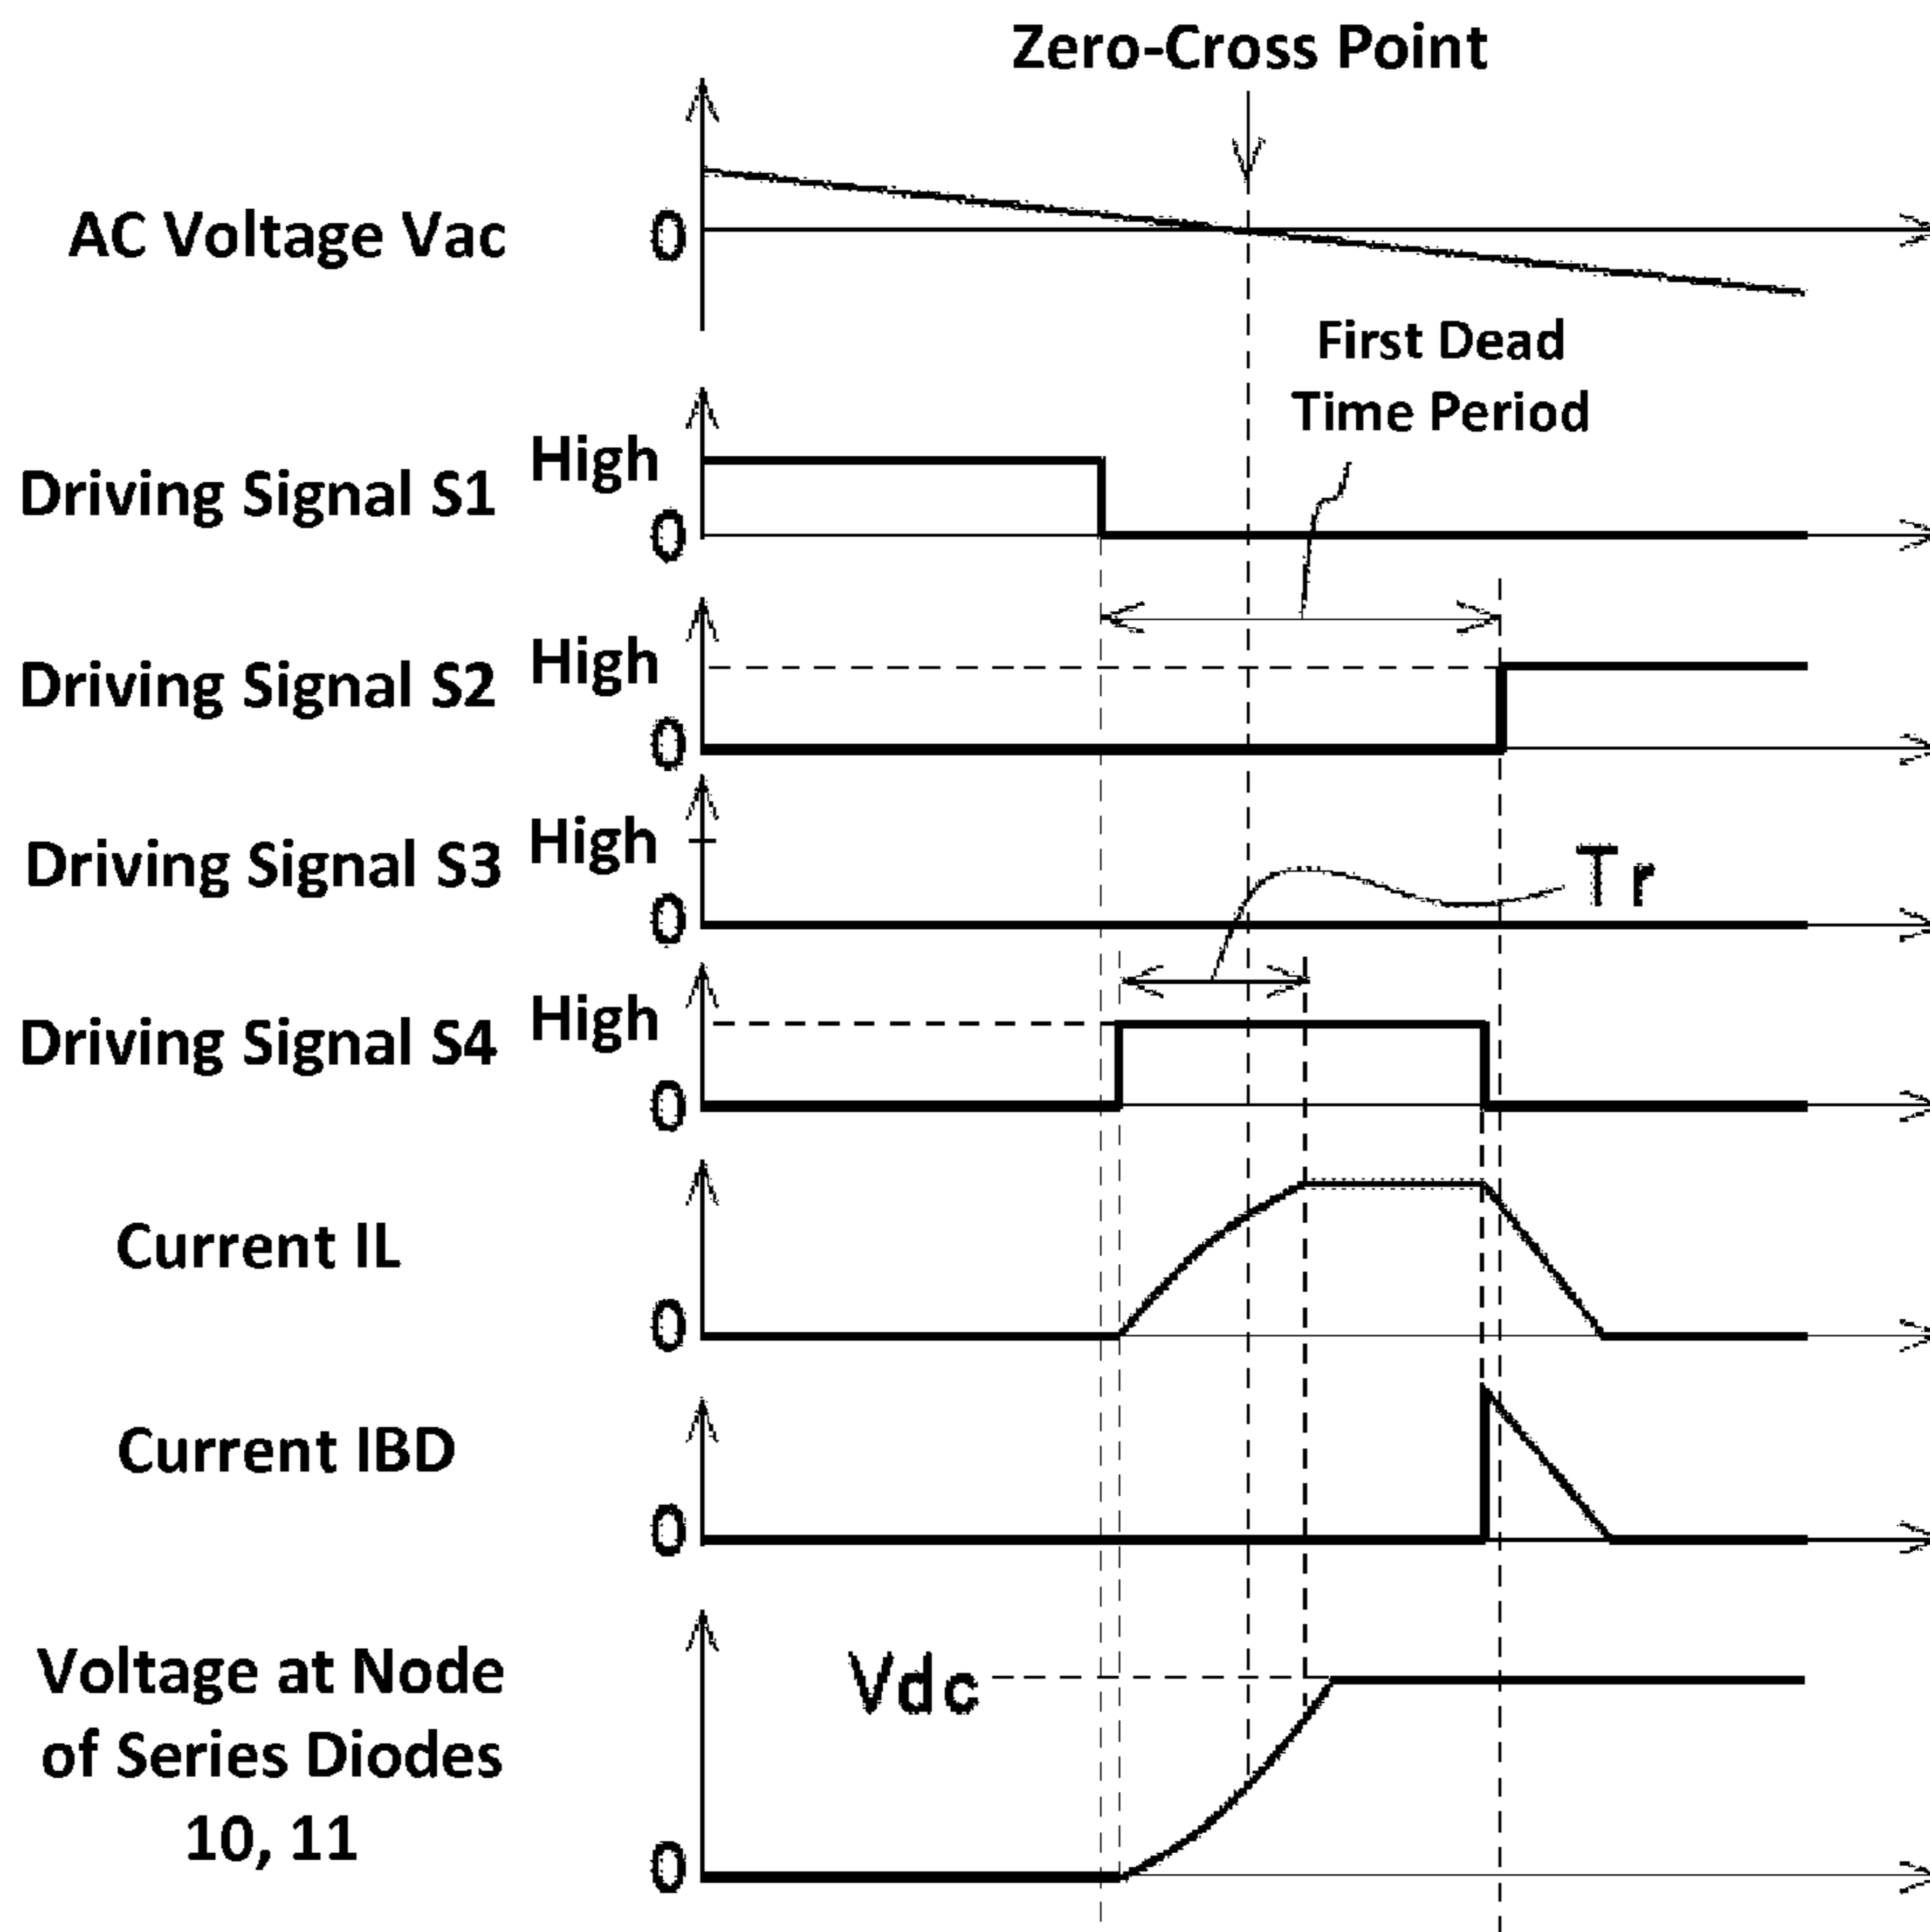 Zero-Cross Point
AC Voltage Vac
0
First Dead
Time Period
Driving Signal S1
High
0
Driving Signal S2
High
0
Driving Signal S3
High
0
Tr
Driving Signal S4
High
0
Current IL
0
Current IBD
0
Voltage at Node
of Series Diodes
10, 11
Vdc
0